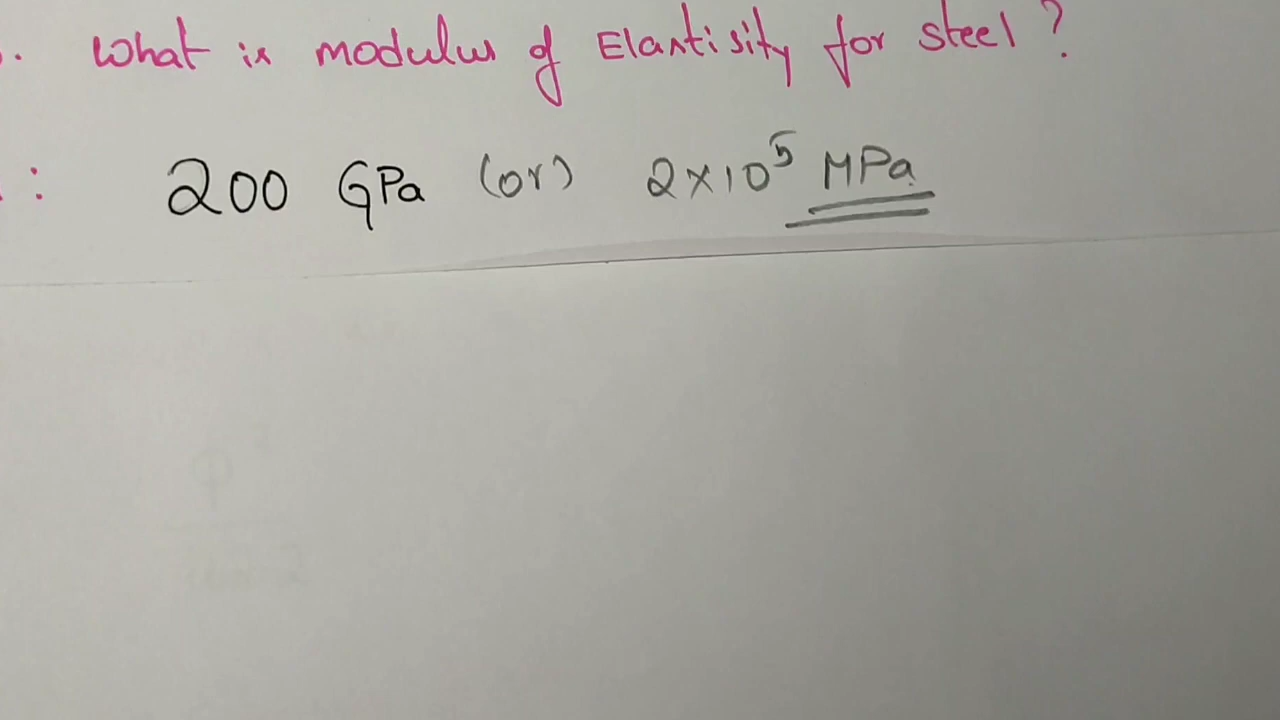 . What is modulus of Elastisity for steel ?
: 200 GPa (or) 2×10⁵ MPa